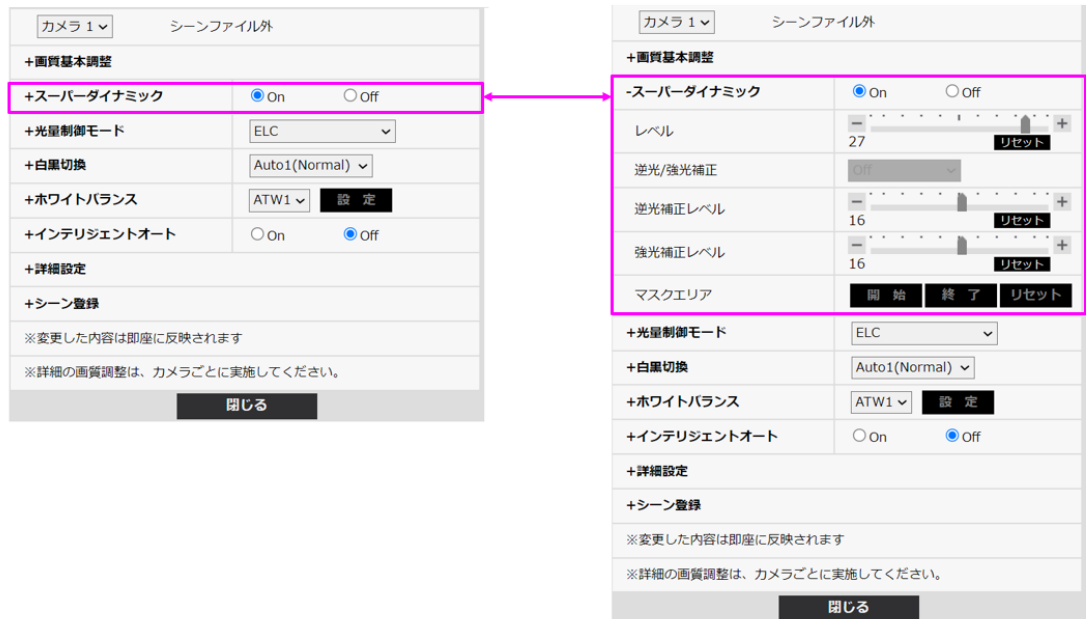 カメラ 1 シーンファイル外
+画質基本調整
+スーパーダイナミック On Off
+光量制御モード ELC
+白黒切換 Auto1(Normal)
+ホワイトバランス ATW1 設 定
+インテリジェントオート On Off
+詳細設定
+シーン登録
※変更した内容は即座に反映されます
※詳細の画質調整は、カメラごとに実施してください。
閉じる
カメラ 1 シーンファイル外
+画質基本調整
-スーパーダイナミック On Off
レベル - +
27 リセット
逆光/強光補正 Off
逆光補正レベル - +
16 リセット
強光補正レベル - +
16 リセット
マスクエリア 開 始 終 了 リセット
+光量制御モード ELC
+白黒切換 Auto1(Normal)
+ホワイトバランス ATW1 設 定
+インテリジェントオート On Off
+詳細設定
+シーン登録
※変更した内容は即座に反映されます
※詳細の画質調整は、カメラごとに実施してください。
閉じる